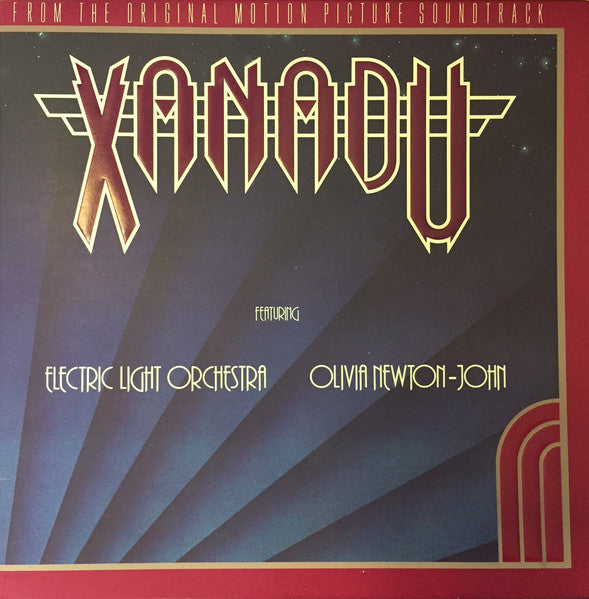 FROM THE ORIGINAL MOTION PICTURE SOUNDTRACK
XANADU
FEATURING
ELECTRIC LIGHT ORCHESTRA OLIVIA NEWTON-JOHN